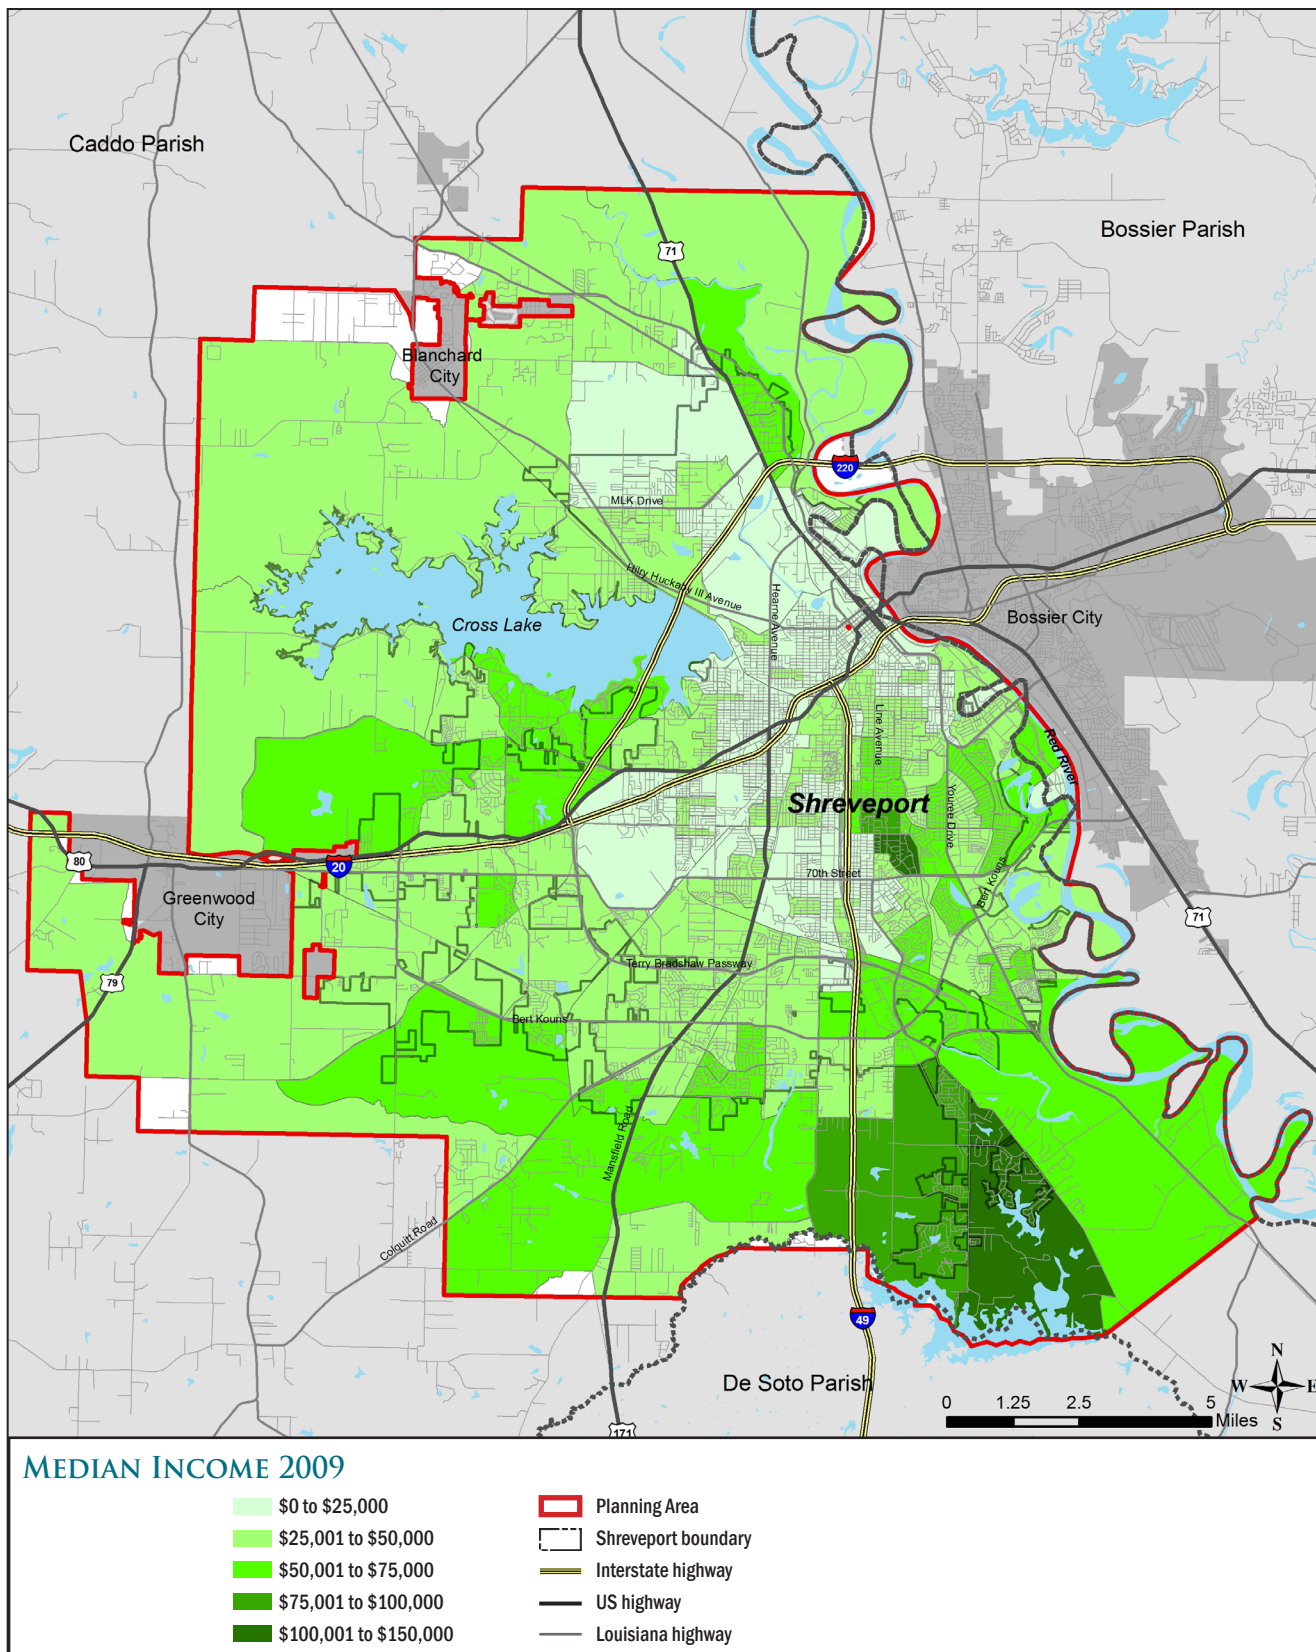 Caddo Parish
Bossier Parish
71
Blanchard
City
220
MLK Drive
Hilry Huckaby III Avenue
Hearne Avenue
Cross Lake
Bossier City
Line Avenue
Red River
Shreveport
Youree Drive
80
20
70th Street
Bert Kouns
Greenwood
City
71
79
Terry Bradshaw Passway
Bert Kouns
Mansfield Road
Colquitt Road
49
De Soto Parish
171
N
W E
S
0 1.25 2.5 5
Miles
MEDIAN INCOME 2009
$0 to $25,000
$25,001 to $50,000
$50,001 to $75,000
$75,001 to $100,000
$100,001 to $150,000
Planning Area
Shreveport boundary
Interstate highway
US highway
Louisiana highway